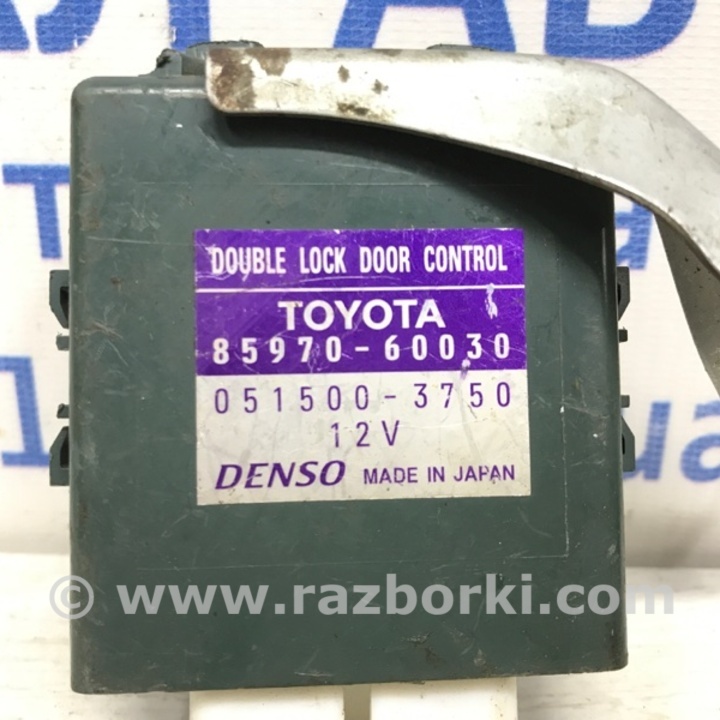 DOUBLE LOCK DOOR CONTROL
TOYOTA
85970-60030
051500-3750
12V
DENSO MADE IN JAPAN
© www.razborki.com